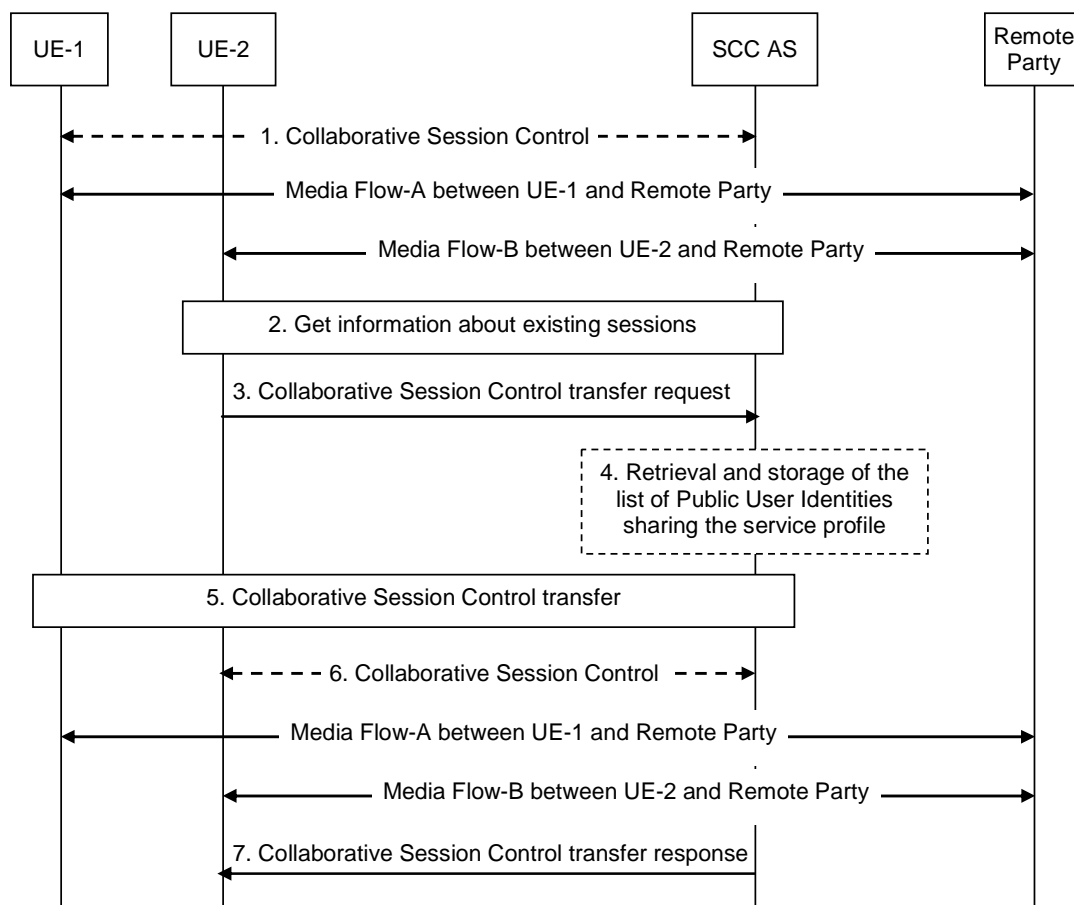 UE-1
UE-2
SCC AS
Remote
Party
1. Collaborative Session Control
Media Flow-A between UE-1 and Remote Party
Media Flow-B between UE-2 and Remote Party
2. Get information about existing sessions
3. Collaborative Session Control transfer request
4. Retrieval and storage of the
list of Public User Identities
sharing the service profile
5. Collaborative Session Control transfer
6. Collaborative Session Control
Media Flow-A between UE-1 and Remote Party
Media Flow-B between UE-2 and Remote Party
7. Collaborative Session Control transfer response